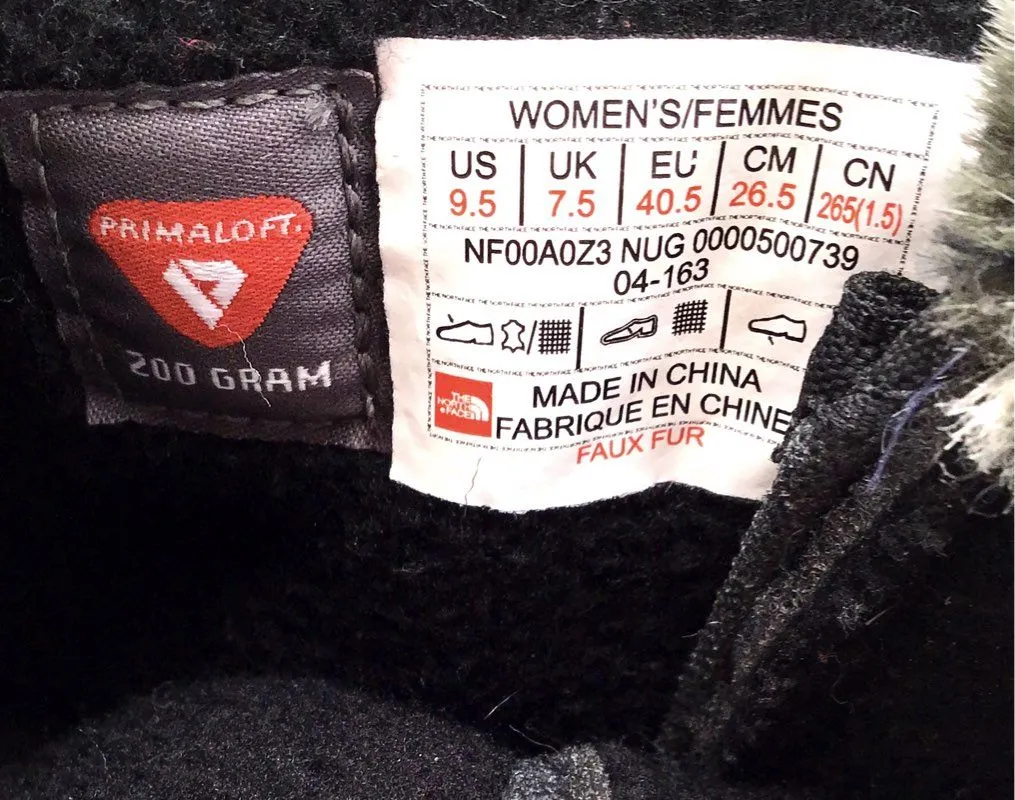 PRIMALOFT.
200 GRAM
WOMEN'S/FEMMES
US UK EU CM CN
9.5 7.5 40.5 26.5 265(1.5)
NF00A0Z3 NUG 0000500739
04-163
THE
NORTH
FACE
MADE IN CHINA
FABRIQUE EN CHINE
FAUX FUR